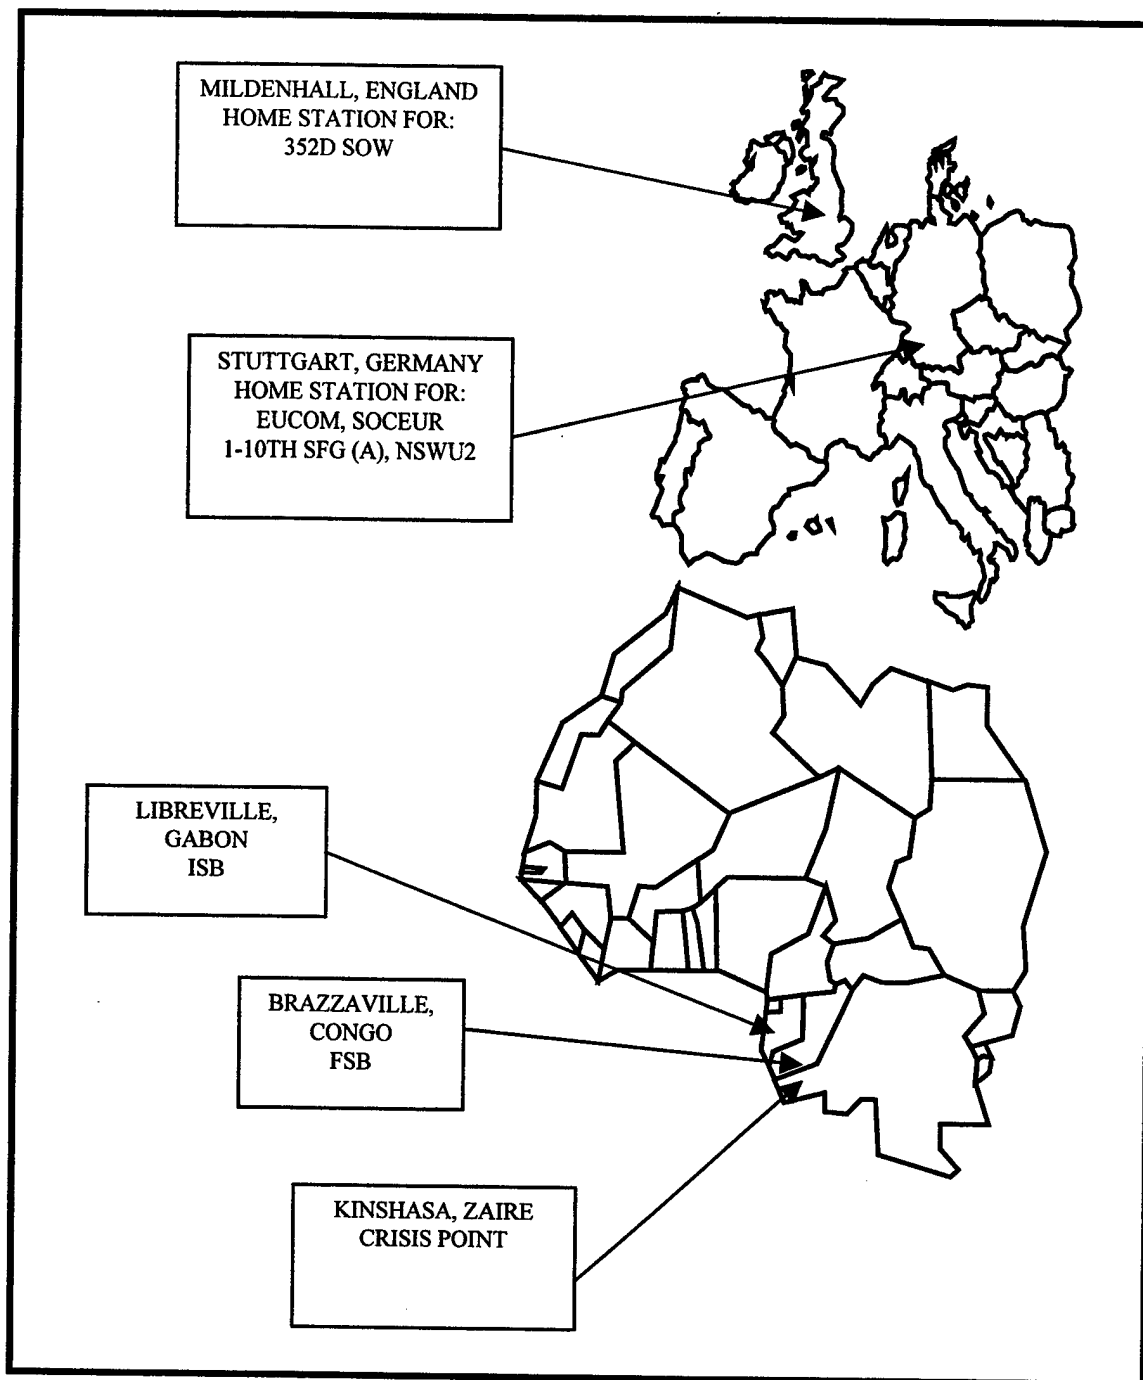 MILDENHALL, ENGLAND
HOME STATION FOR:
352D SOW
STUTTGART, GERMANY
HOME STATION FOR:
EUCOM, SOCEUR
1-10TH SFG (A), NSWU2
LIBREVILLE,
GABON
ISB
BRAZZAVILLE,
CONGO
FSB
KINSHASA, ZAIRE
CRISIS POINT